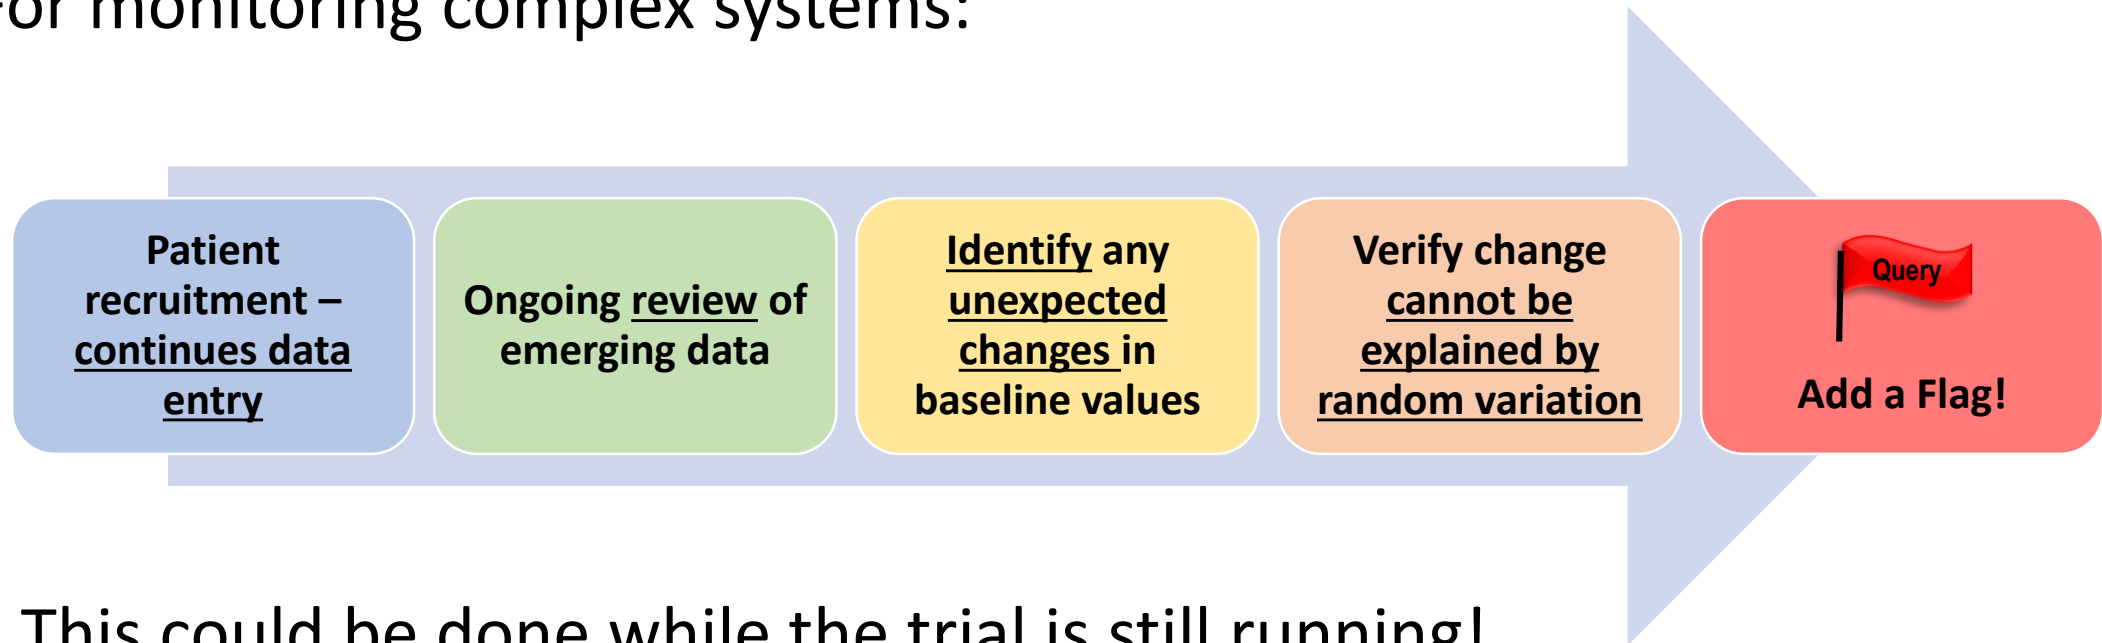 For monitoring complex systems:
Patient
recruitment –
continues data
entry
Ongoing review of
emerging data
Identify any
unexpected
changes in
baseline values
Verify change
cannot be
explained by
random variation
Query
Add a Flag!
This could be done while the trial is still running!